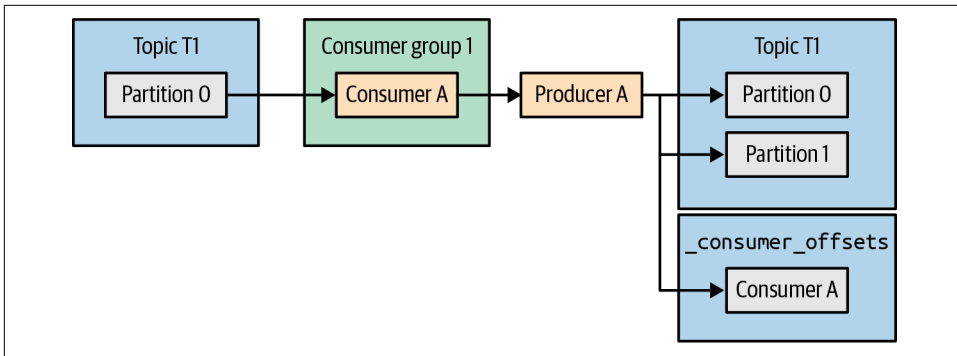 Topic T1
Partition 0
Consumer group 1
Consumer A
Producer A
Topic T1
Partition 0
Partition 1
_consumer_offsets
Consumer A